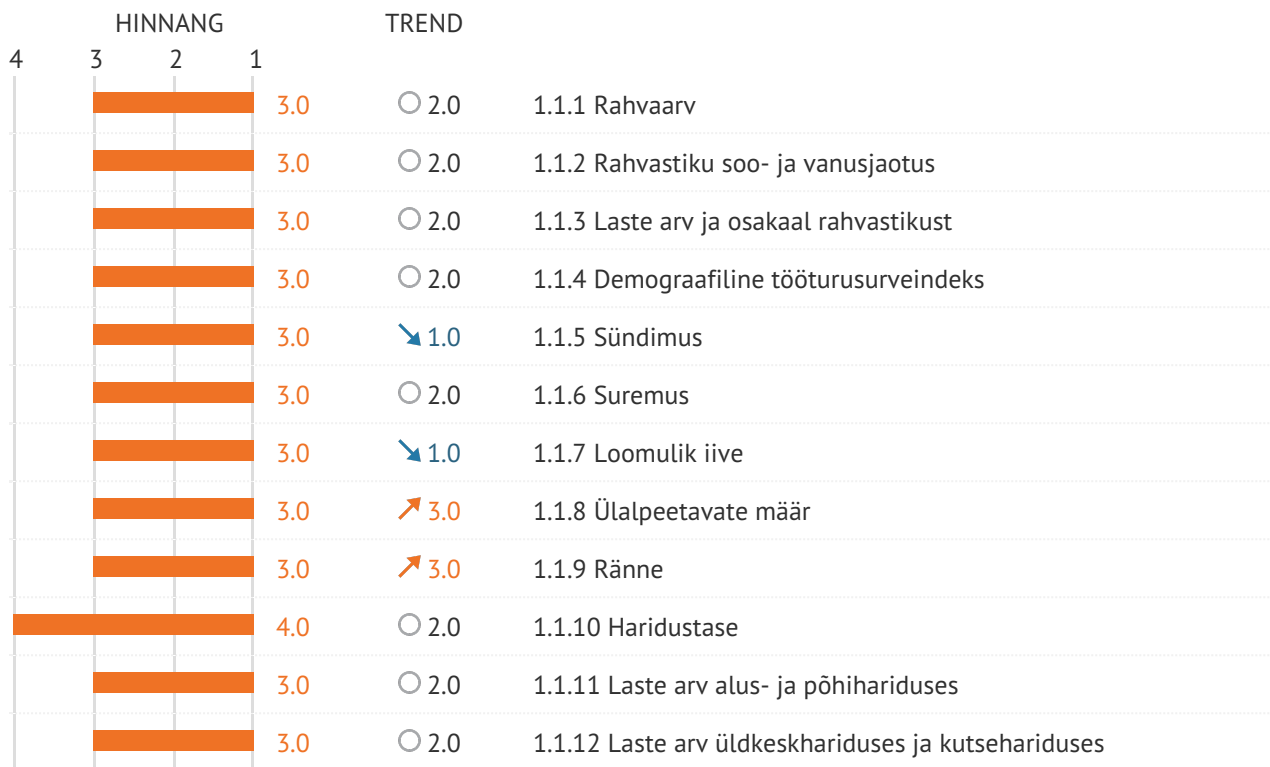 HINNANG TREND
4 3 2 1
3.0 2.0 1.1.1 Rahvaarv
3.0 2.0 1.1.2 Rahvastiku soo- ja vanusjaotus
3.0 2.0 1.1.3 Laste arv ja osakaal rahvastikust
3.0 2.0 1.1.4 Demograafiline tööturusurveindeks
3.0 1.0 1.1.5 Sündimus
3.0 2.0 1.1.6 Suremus
3.0 1.0 1.1.7 Loomulik iive
3.0 3.0 1.1.8 Ülalpeetavate määr
3.0 3.0 1.1.9 Ränne
4.0 2.0 1.1.10 Haridustase
3.0 2.0 1.1.11 Laste arv alus- ja põhihariduses
3.0 2.0 1.1.12 Laste arv üldkeskhariduses ja kutsehariduses